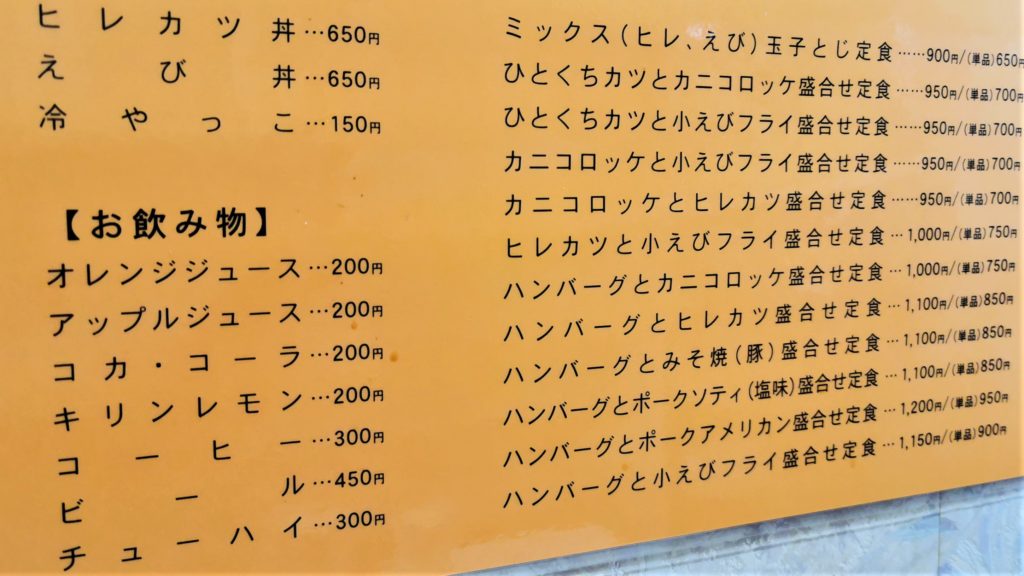 ヒレカツ丼…650円
えび丼…650円
冷やっこ…150円
【お飲み物】
オレンジジュース…200円
アップルジュース…200円
コカ・コーラ…200円
キリンレモン…200円
コーヒー…300円
ビール…450円
チューハイ…300円
ミックス(ヒレ、えび)玉子とじ定食……900円/(単品)650円
ひとくちカツとカニコロッケ盛合せ定食……950円/(単品)700円
ひとくちカツと小えびフライ盛合せ定食……950円/(単品)700円
カニコロッケと小えびフライ盛合せ定食……950円/(単品)700円
カニコロッケとヒレカツ盛合せ定食……950円/(単品)700円
ヒレカツと小えびフライ盛合せ定食…1,000円/(単品)750円
ハンバーグとカニコロッケ盛合せ定食…1,000円/(単品)750円
ハンバーグとヒレカツ盛合せ定食…1,100円/(単品)850円
ハンバーグとみそ焼(豚)盛合せ定食…1,100円/(単品)850円
ハンバーグとポークソティ(塩味)盛合せ定食…1,100円/(単品)850円
ハンバーグとポークアメリカン盛合せ定食…1,200円/(単品)950円
ハンバーグと小えびフライ盛合せ定食…1,150円/(単品)900円